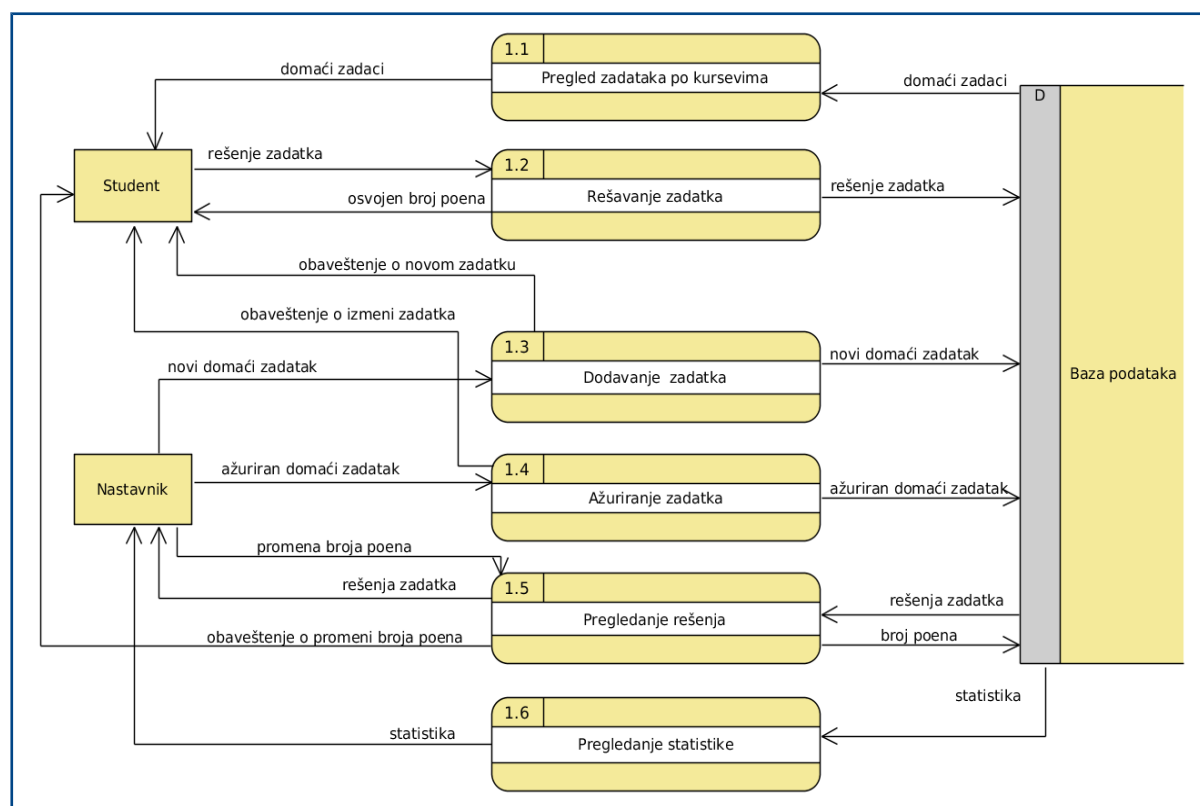 1.1
domaći zadaci
Pregled zadataka po kursevima
domaći zadaci
D
1.2
rešenje zadatka
Student
osvojen broj poena
Rešavanje zadatka
rešenje zadatka
obaveštenje o novom zadatku
obaveštenje o izmeni zadatka
1.3
novi domaći zadatak
Dodavanje zadatka
novi domaći zadatak
Baza podataka
1.4
ažuriran domaći zadatak
Nastavnik
Ažuriranje zadatka
ažuriran domaći zadatak
promena broja poena
1.5
rešenja zadatka
Pregledanje rešenja
rešenja zadatka
obaveštenje o promeni broja poena
broj poena
statistika
1.6
statistika
Pregledanje statistike